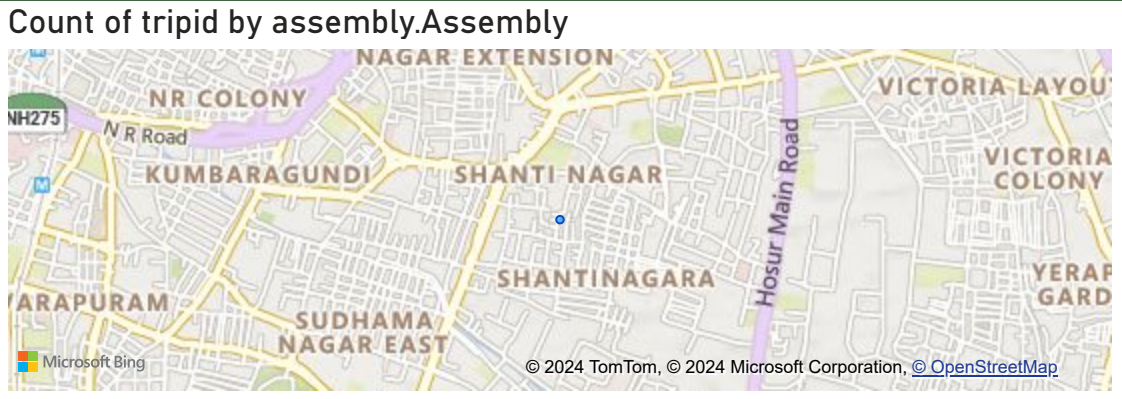 Count of tripid by assembly.Assembly
NAGAR EXTENSION
VICTORIA LAYOU
NR COLONY
NH275
N R Road
KUMBARAGUNDI
SHANTI NAGAR
VICTORIA
COLONY
Hosur Main Road
SHANTINAGARA
YERAP
GARD
ARAPURAM
SUDHAMA
NAGAR EAST
M
Microsoft Bing
© 2024 TomTom, © 2024 Microsoft Corporation, © OpenStreetMap